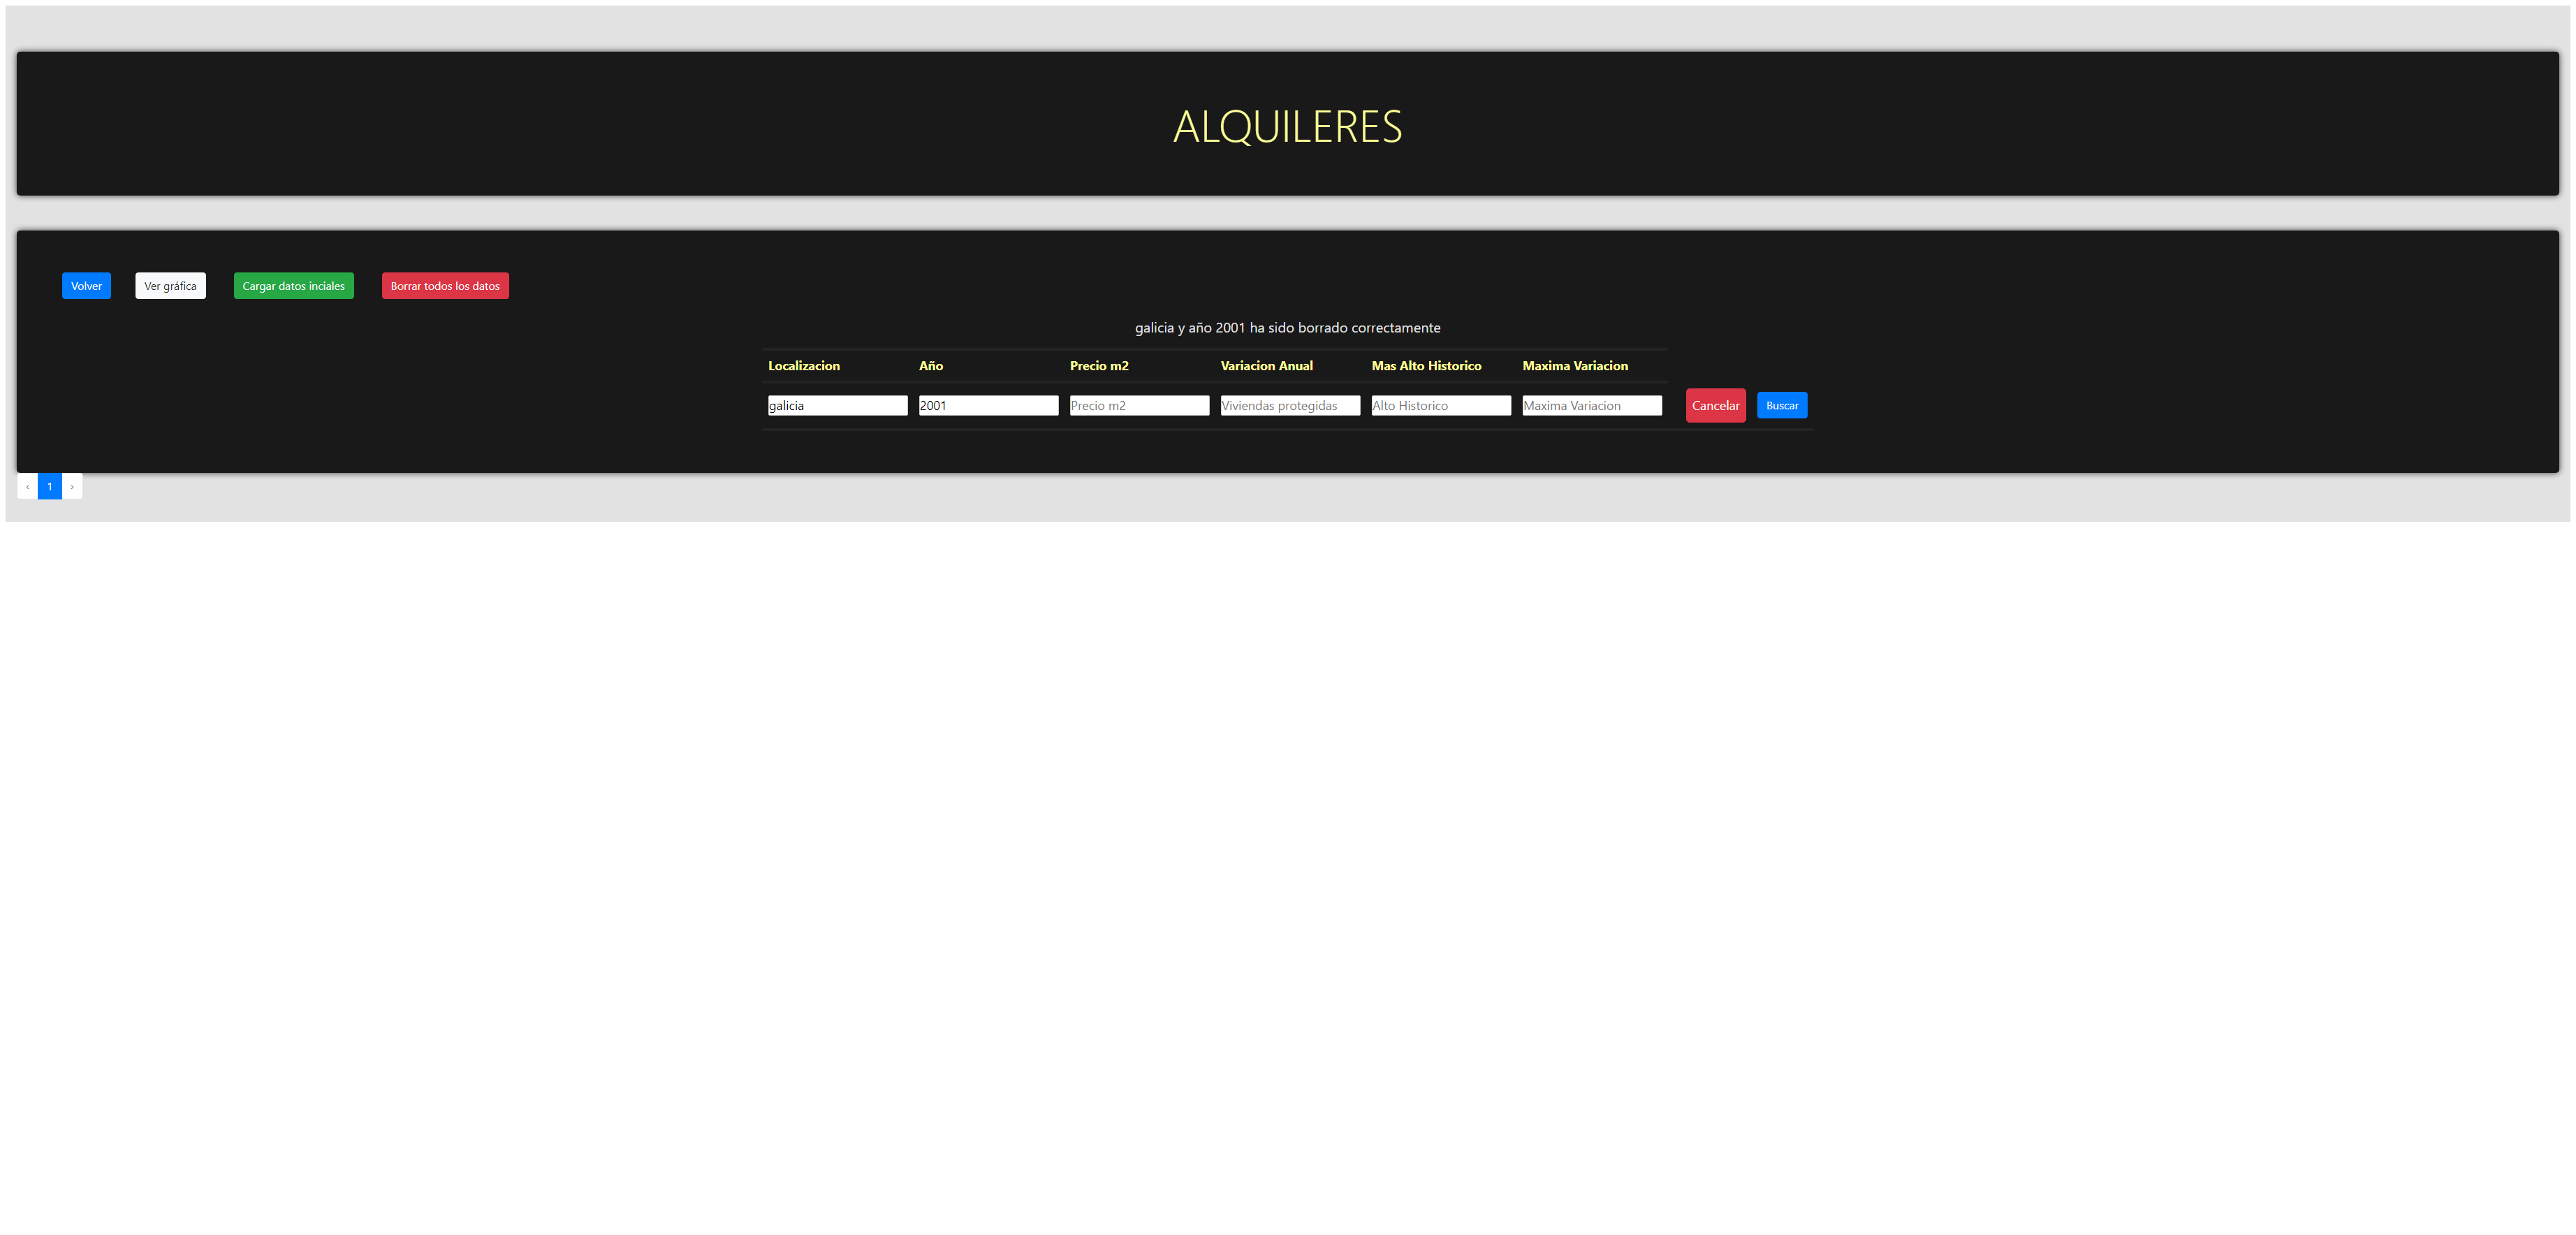 ALQUILERES
Volver Ver gráfica Cargar datos inciales Borrar todos los datos
galicia y año 2001 ha sido borrado correctamente
Localizacion Año Precio m2 Variacion Anual Mas Alto Historico Maxima Variacion
galicia 2001 Precio m2 Viviendas protegidas Alto Historico Maxima Variacion Cancelar Buscar
‹ 1 ›